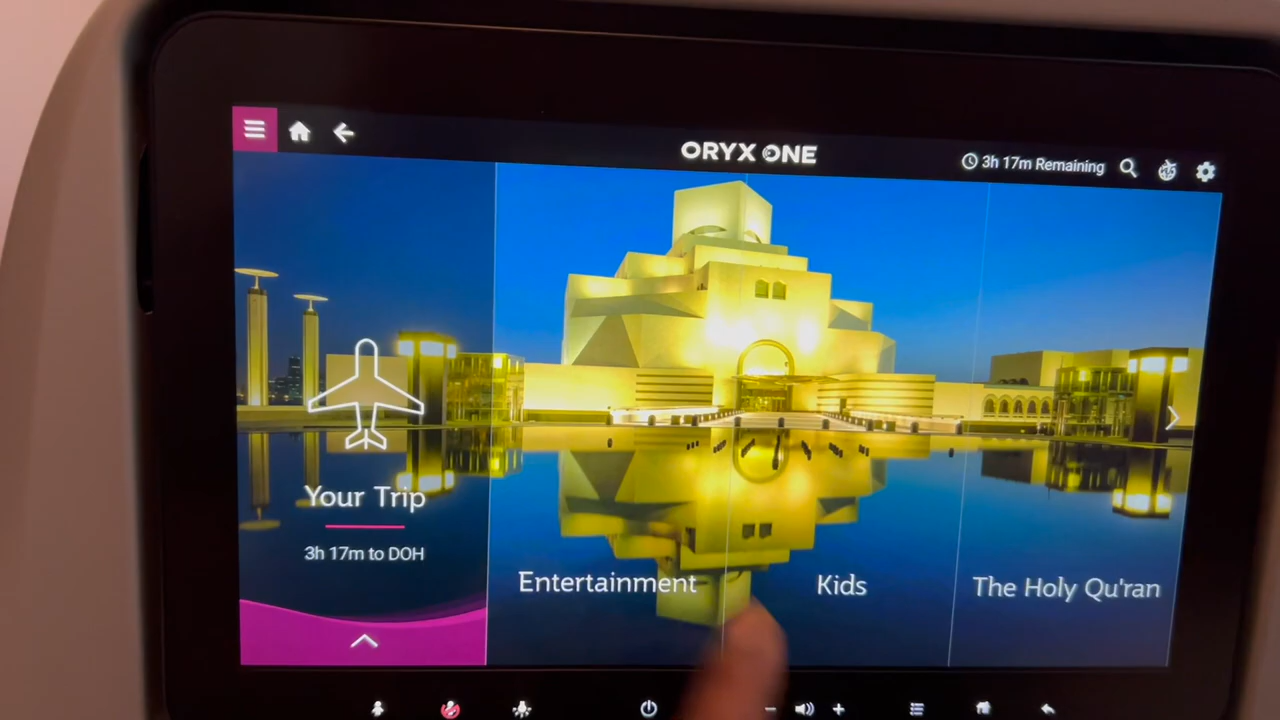 ORYX ONE
3h 17m Remaining
Your Trip
3h 17m to DOH
Entertainment
Kids
The Holy Qu'ran